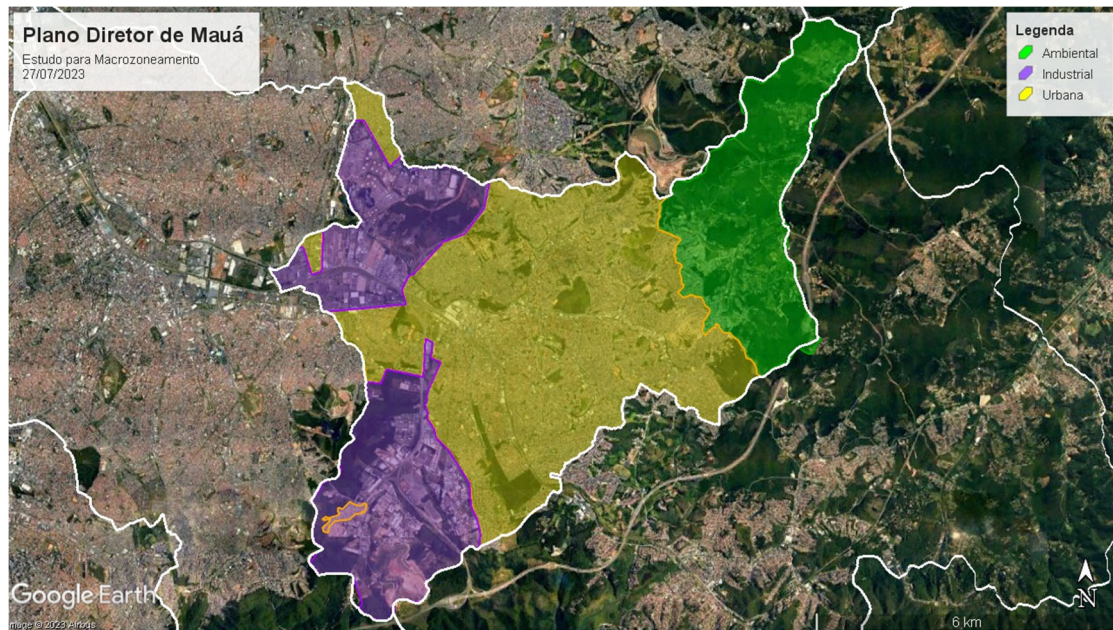 Plano Diretor de Mauá
Estudo para Macrozoneamento
27/07/2023
Legenda
Ambiental
Industrial
Urbana
Google Earth
Image © 2023 Airbus
N
6 km